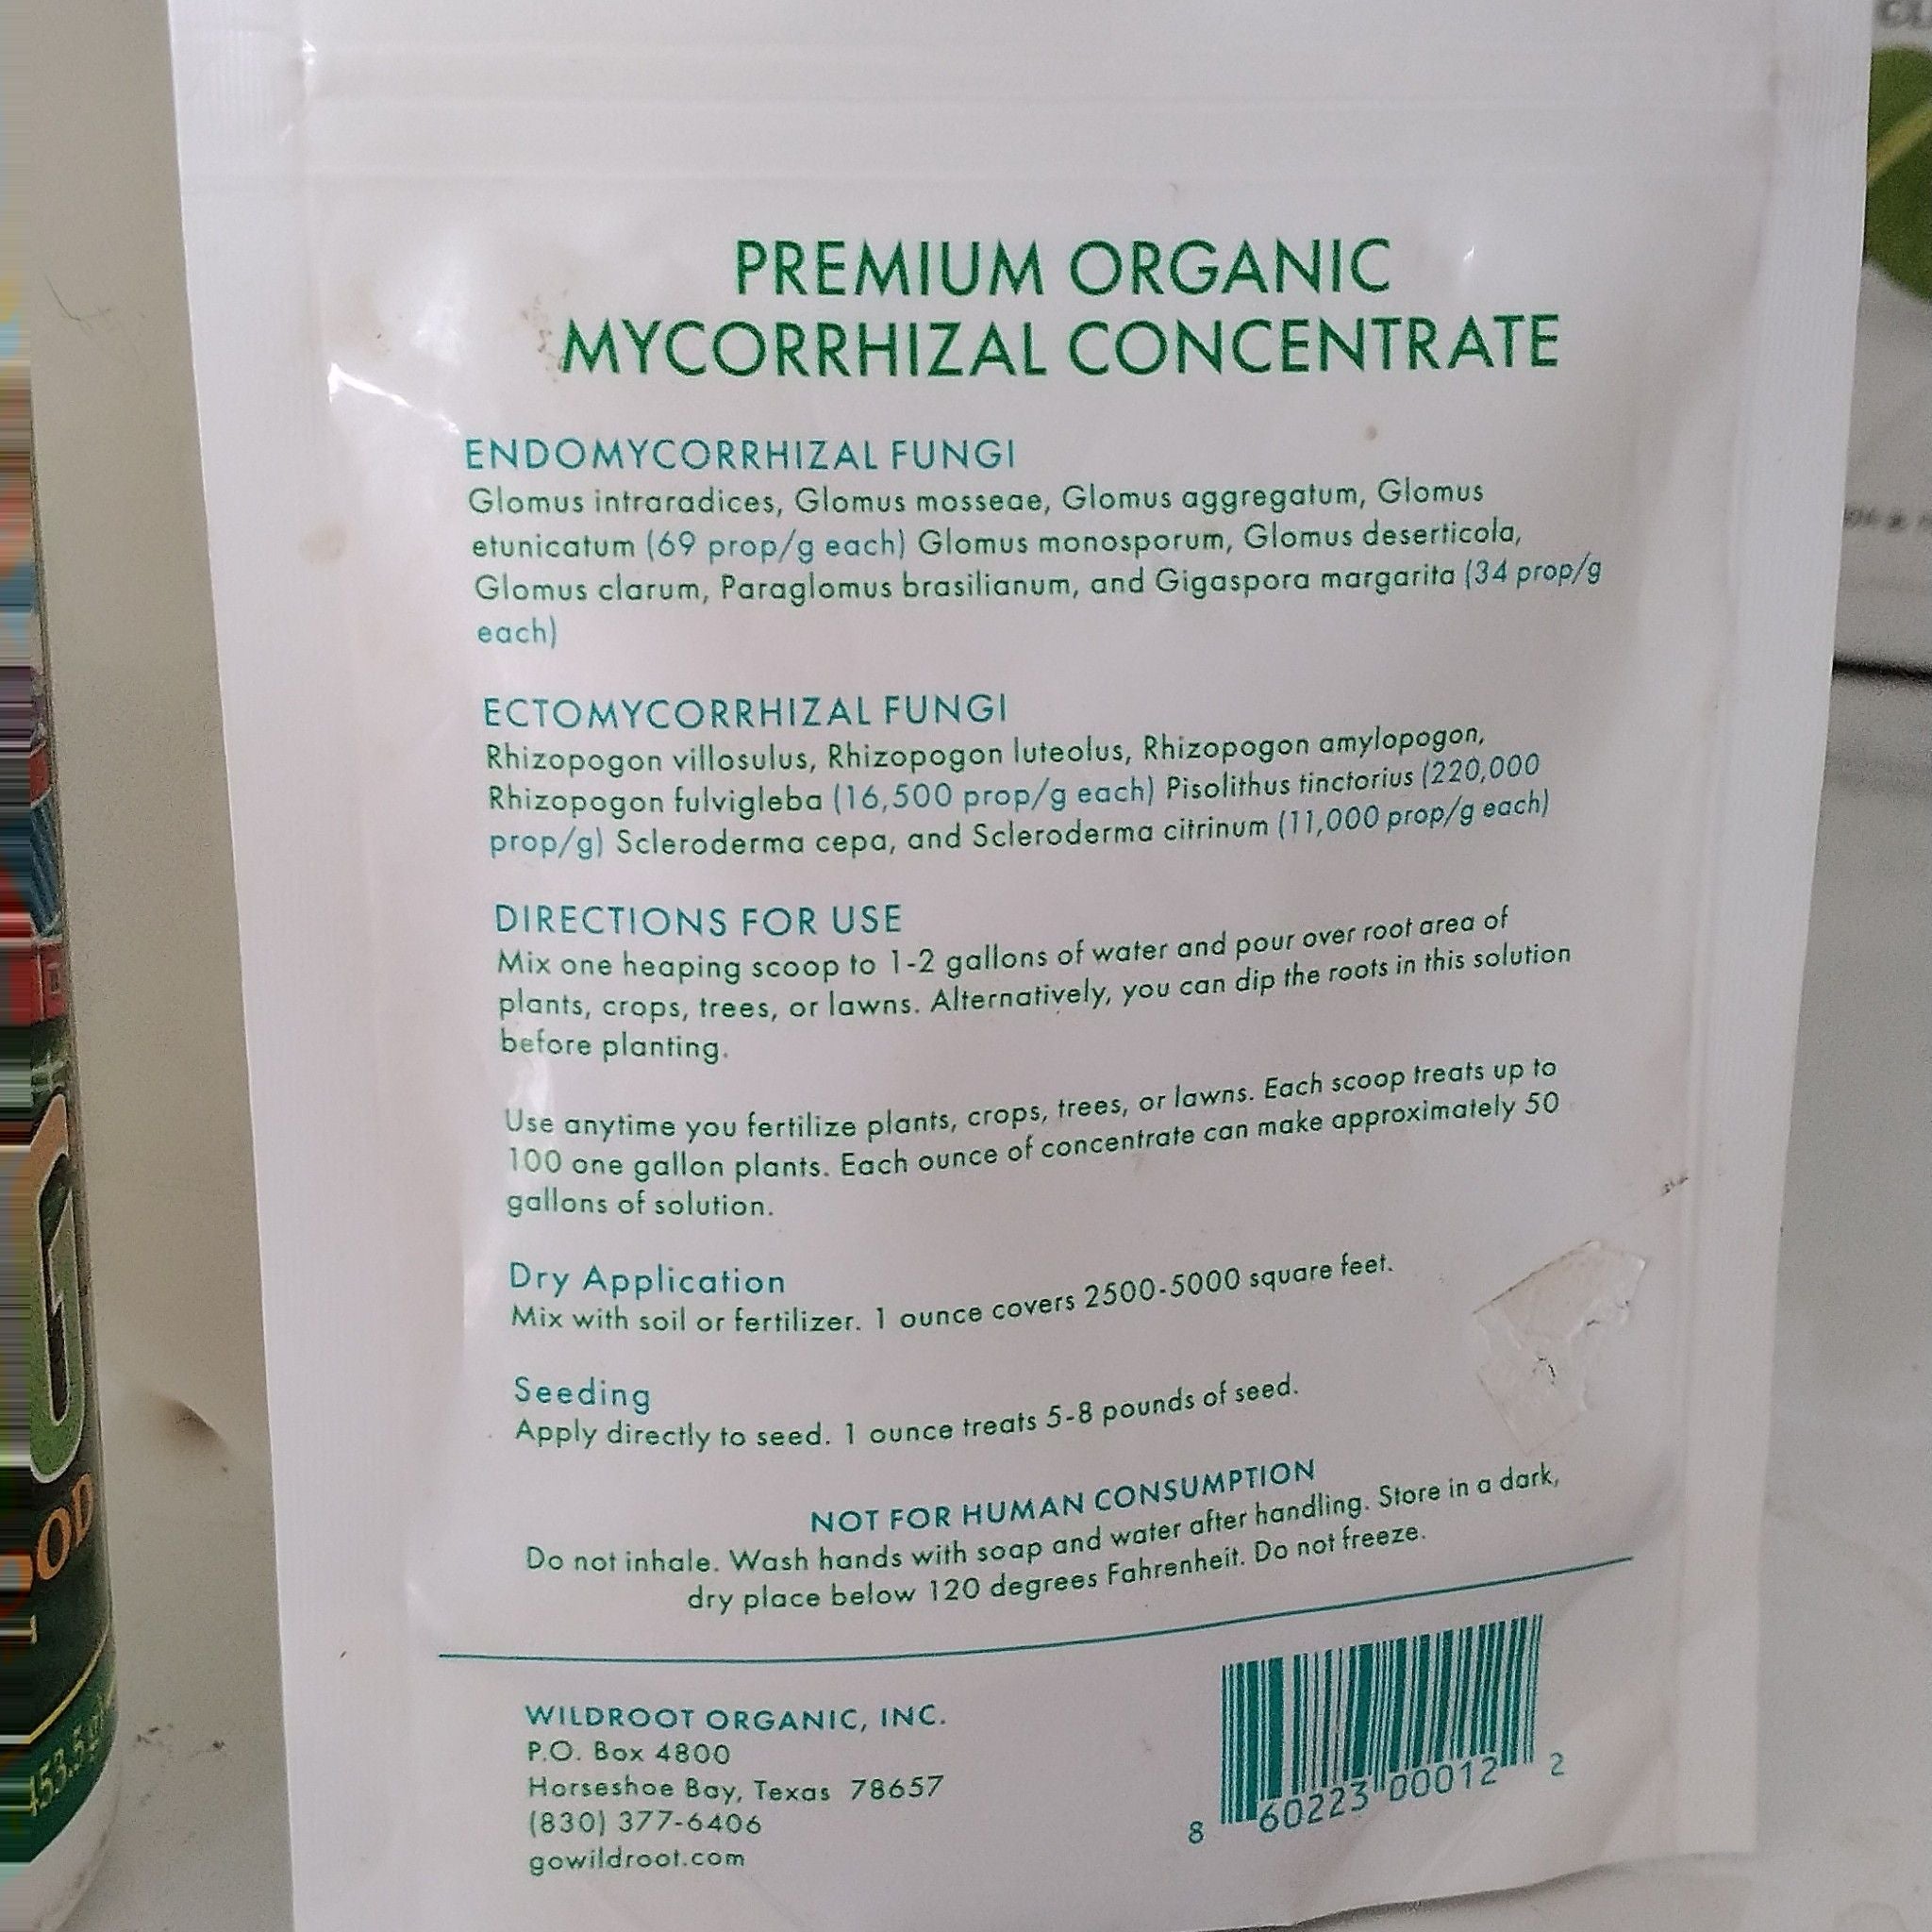 PREMIUM ORGANIC
MYCORRHIZAL CONCENTRATE
ENDOMYCORRHIZAL FUNGI
Glomus intraradices, Glomus mosseae, Glomus aggregatum, Glomus
etunicatum (69 prop/g each) Glomus monosporum, Glomus deserticola,
Glomus clarum, Paraglomus brasilianum, and Gigaspora margarita (34 prop/g
each)
ECTOMYCORRHIZAL FUNGI
Rhizopogon villosulus, Rhizopogon luteolus, Rhizopogon amylopogon,
Rhizopogon fulvigleba (16,500 prop/g each) Pisolithus tinctorius (220,000
prop/g) Scleroderma cepa, and Scleroderma citrinum (11,000 prop/g each)
DIRECTIONS FOR USE
Mix one heaping scoop to 1-2 gallons of water and pour over root area of
plants, crops, trees, or lawns. Alternatively, you can dip the roots in this solution
before planting.
Use anytime you fertilize plants, crops, trees, or lawns. Each scoop treats up to
100 one gallon plants. Each ounce of concentrate can make approximately 50
gallons of solution.
Dry Application
Mix with soil or fertilizer. 1 ounce covers 2500-5000 square feet.
Seeding
Apply directly to seed. 1 ounce treats 5-8 pounds of seed.
NOT FOR HUMAN CONSUMPTION
Do not inhale. Wash hands with soap and water after handling. Store in a dark,
dry place below 120 degrees Fahrenheit. Do not freeze.
WILDROOT ORGANIC, INC.
P.O. Box 4800
Horseshoe Bay, Texas 78657
(830) 377-6406
gowildroot.com
8 60223 00012 2